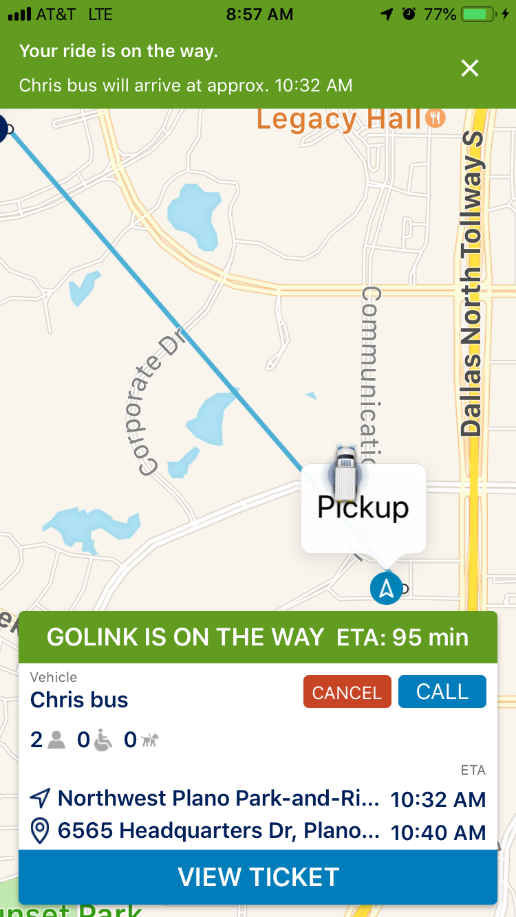 AT&T LTE 8:57 AM 77%
Your ride is on the way.
Chris bus will arrive at approx. 10:32 AM
Legacy Hall
Dallas North Tollway S
Communicatio
Corporate Dr
Pickup
GOLINK IS ON THE WAY ETA: 95 min
Vehicle
Chris bus
CANCEL
CALL
2 0 0
ETA
Northwest Plano Park-and-Ri... 10:32 AM
6565 Headquarters Dr, Plano... 10:40 AM
VIEW TICKET
unset Park